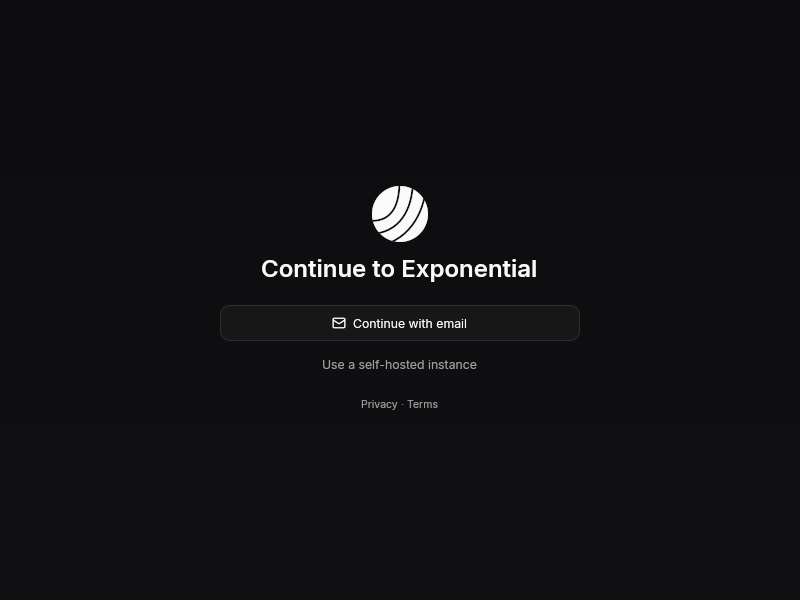 Continue to Exponential
Continue with email
Use a self-hosted instance
Privacy · Terms